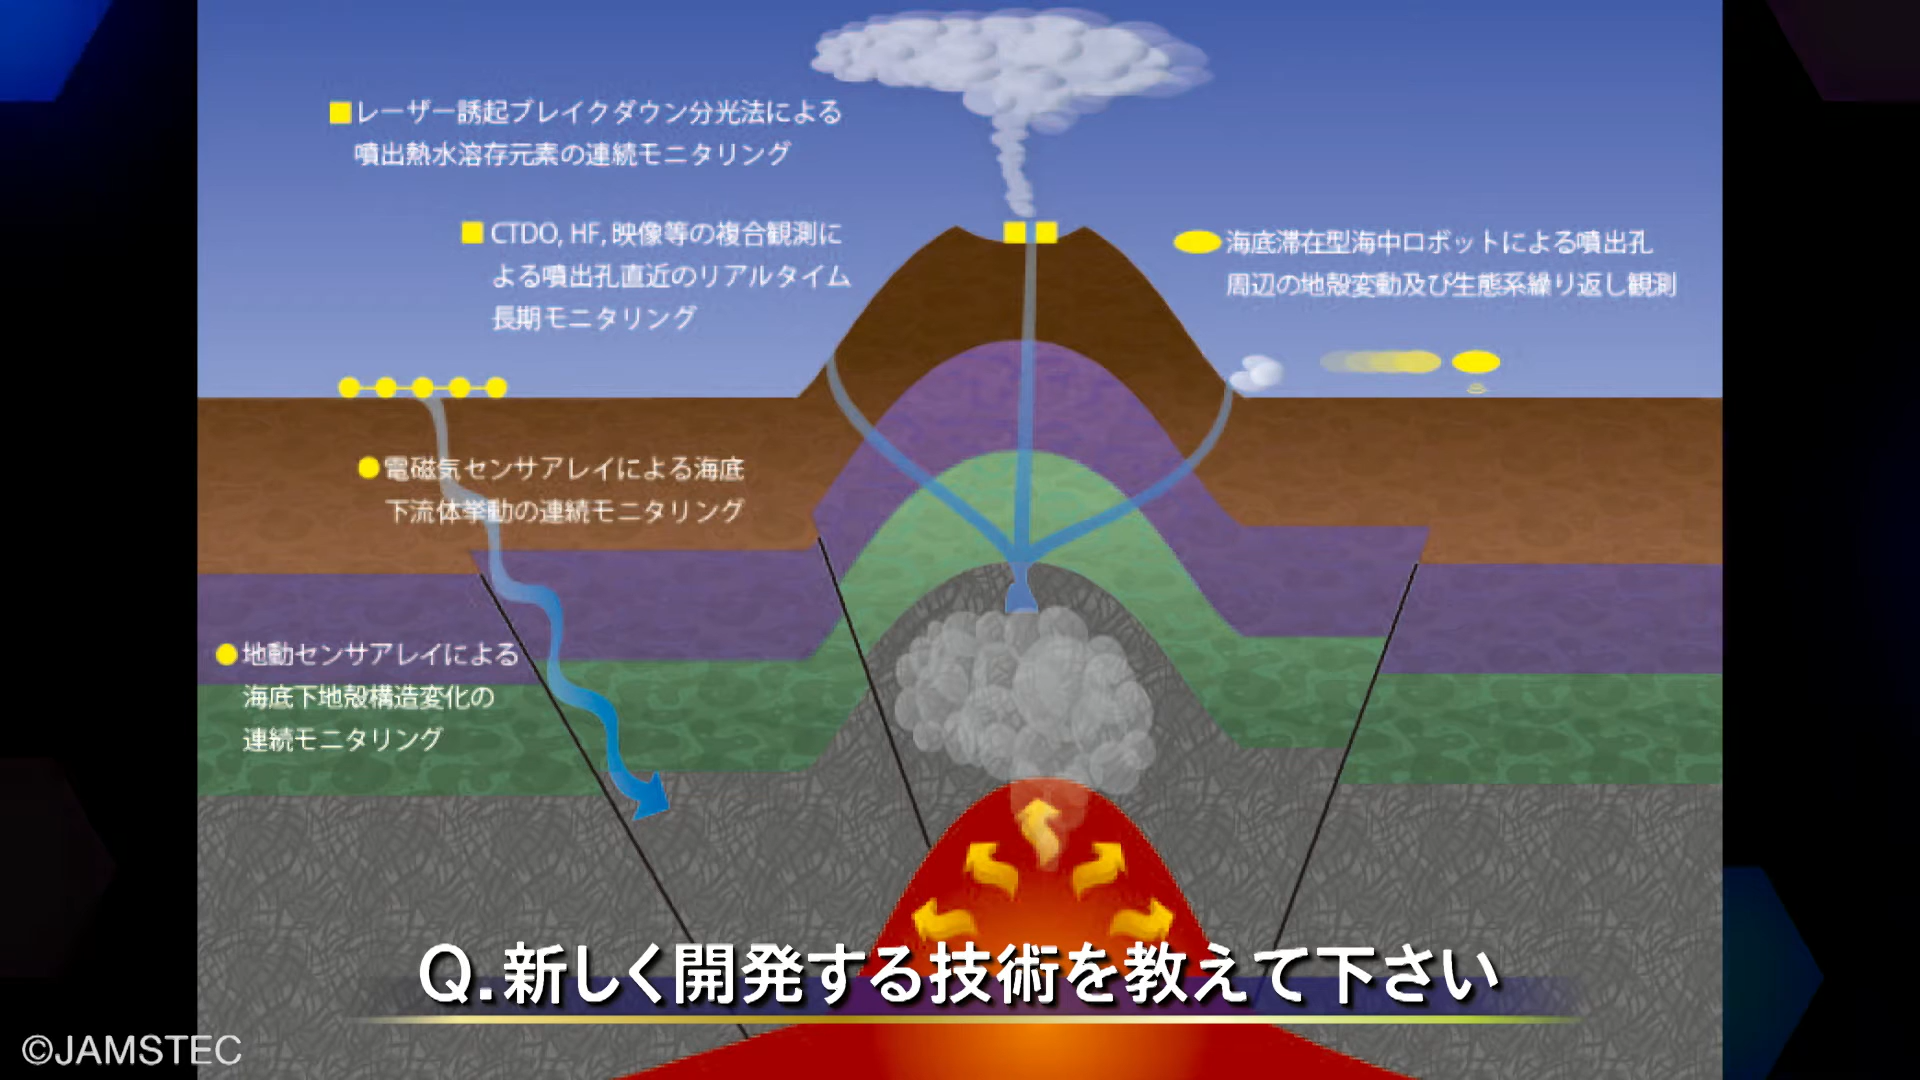 レーザー誘起ブレイクダウン分光法による
噴出熱水溶存元素の連続モニタリング
CTDO, HF, 映像等の複合観測に
よる噴出孔直近のリアルタイム
長期モニタリング
海底滞在型海中ロボットによる噴出孔
周辺の地殻変動及び生態系繰り返し観測
電磁気センサアレイによる海底
下流体挙動の連続モニタリング
地動センサアレイによる
海底下地殻構造変化の
連続モニタリング
Q.新しく開発する技術を教えて下さい
©JAMSTEC